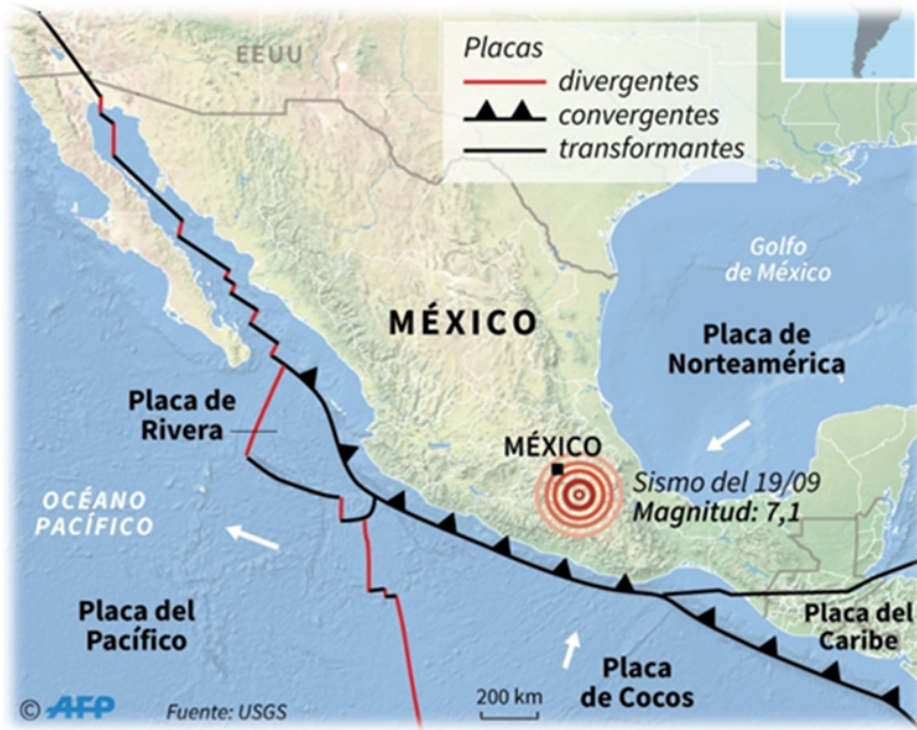 EEUU
Placas
divergentes
convergentes
transformantes
Golfo
de México
MÉXICO
Placa de
Norteamérica
Placa de
Rivera
MÉXICO
Sismo del 19/09
Magnitud: 7,1
OCÉANO
PACÍFICO
Placa del
Pacífico
Placa del
Caribe
Placa
de Cocos
200 km
© AFP
Fuente: USGS